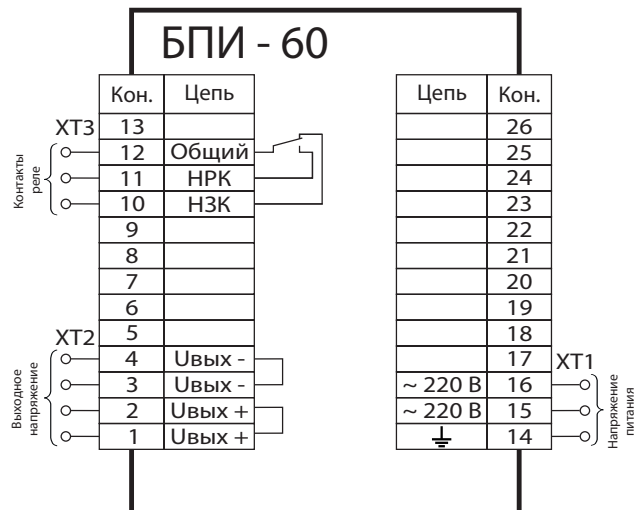 БПИ - 60
Кон. Цепь
XT3 13
12 Общий
11 НРК
10 НЗК
9
8
7
6
XT2 5
4 Uвых -
3 Uвых -
2 Uвых +
1 Uвых +
Контакты
реле
Выходное
напряжение
Цепь Кон.
26
25
24
23
22
21
20
19
18
17 XT1
~ 220 В 16
~ 220 В 15
14
Напряжение
питания